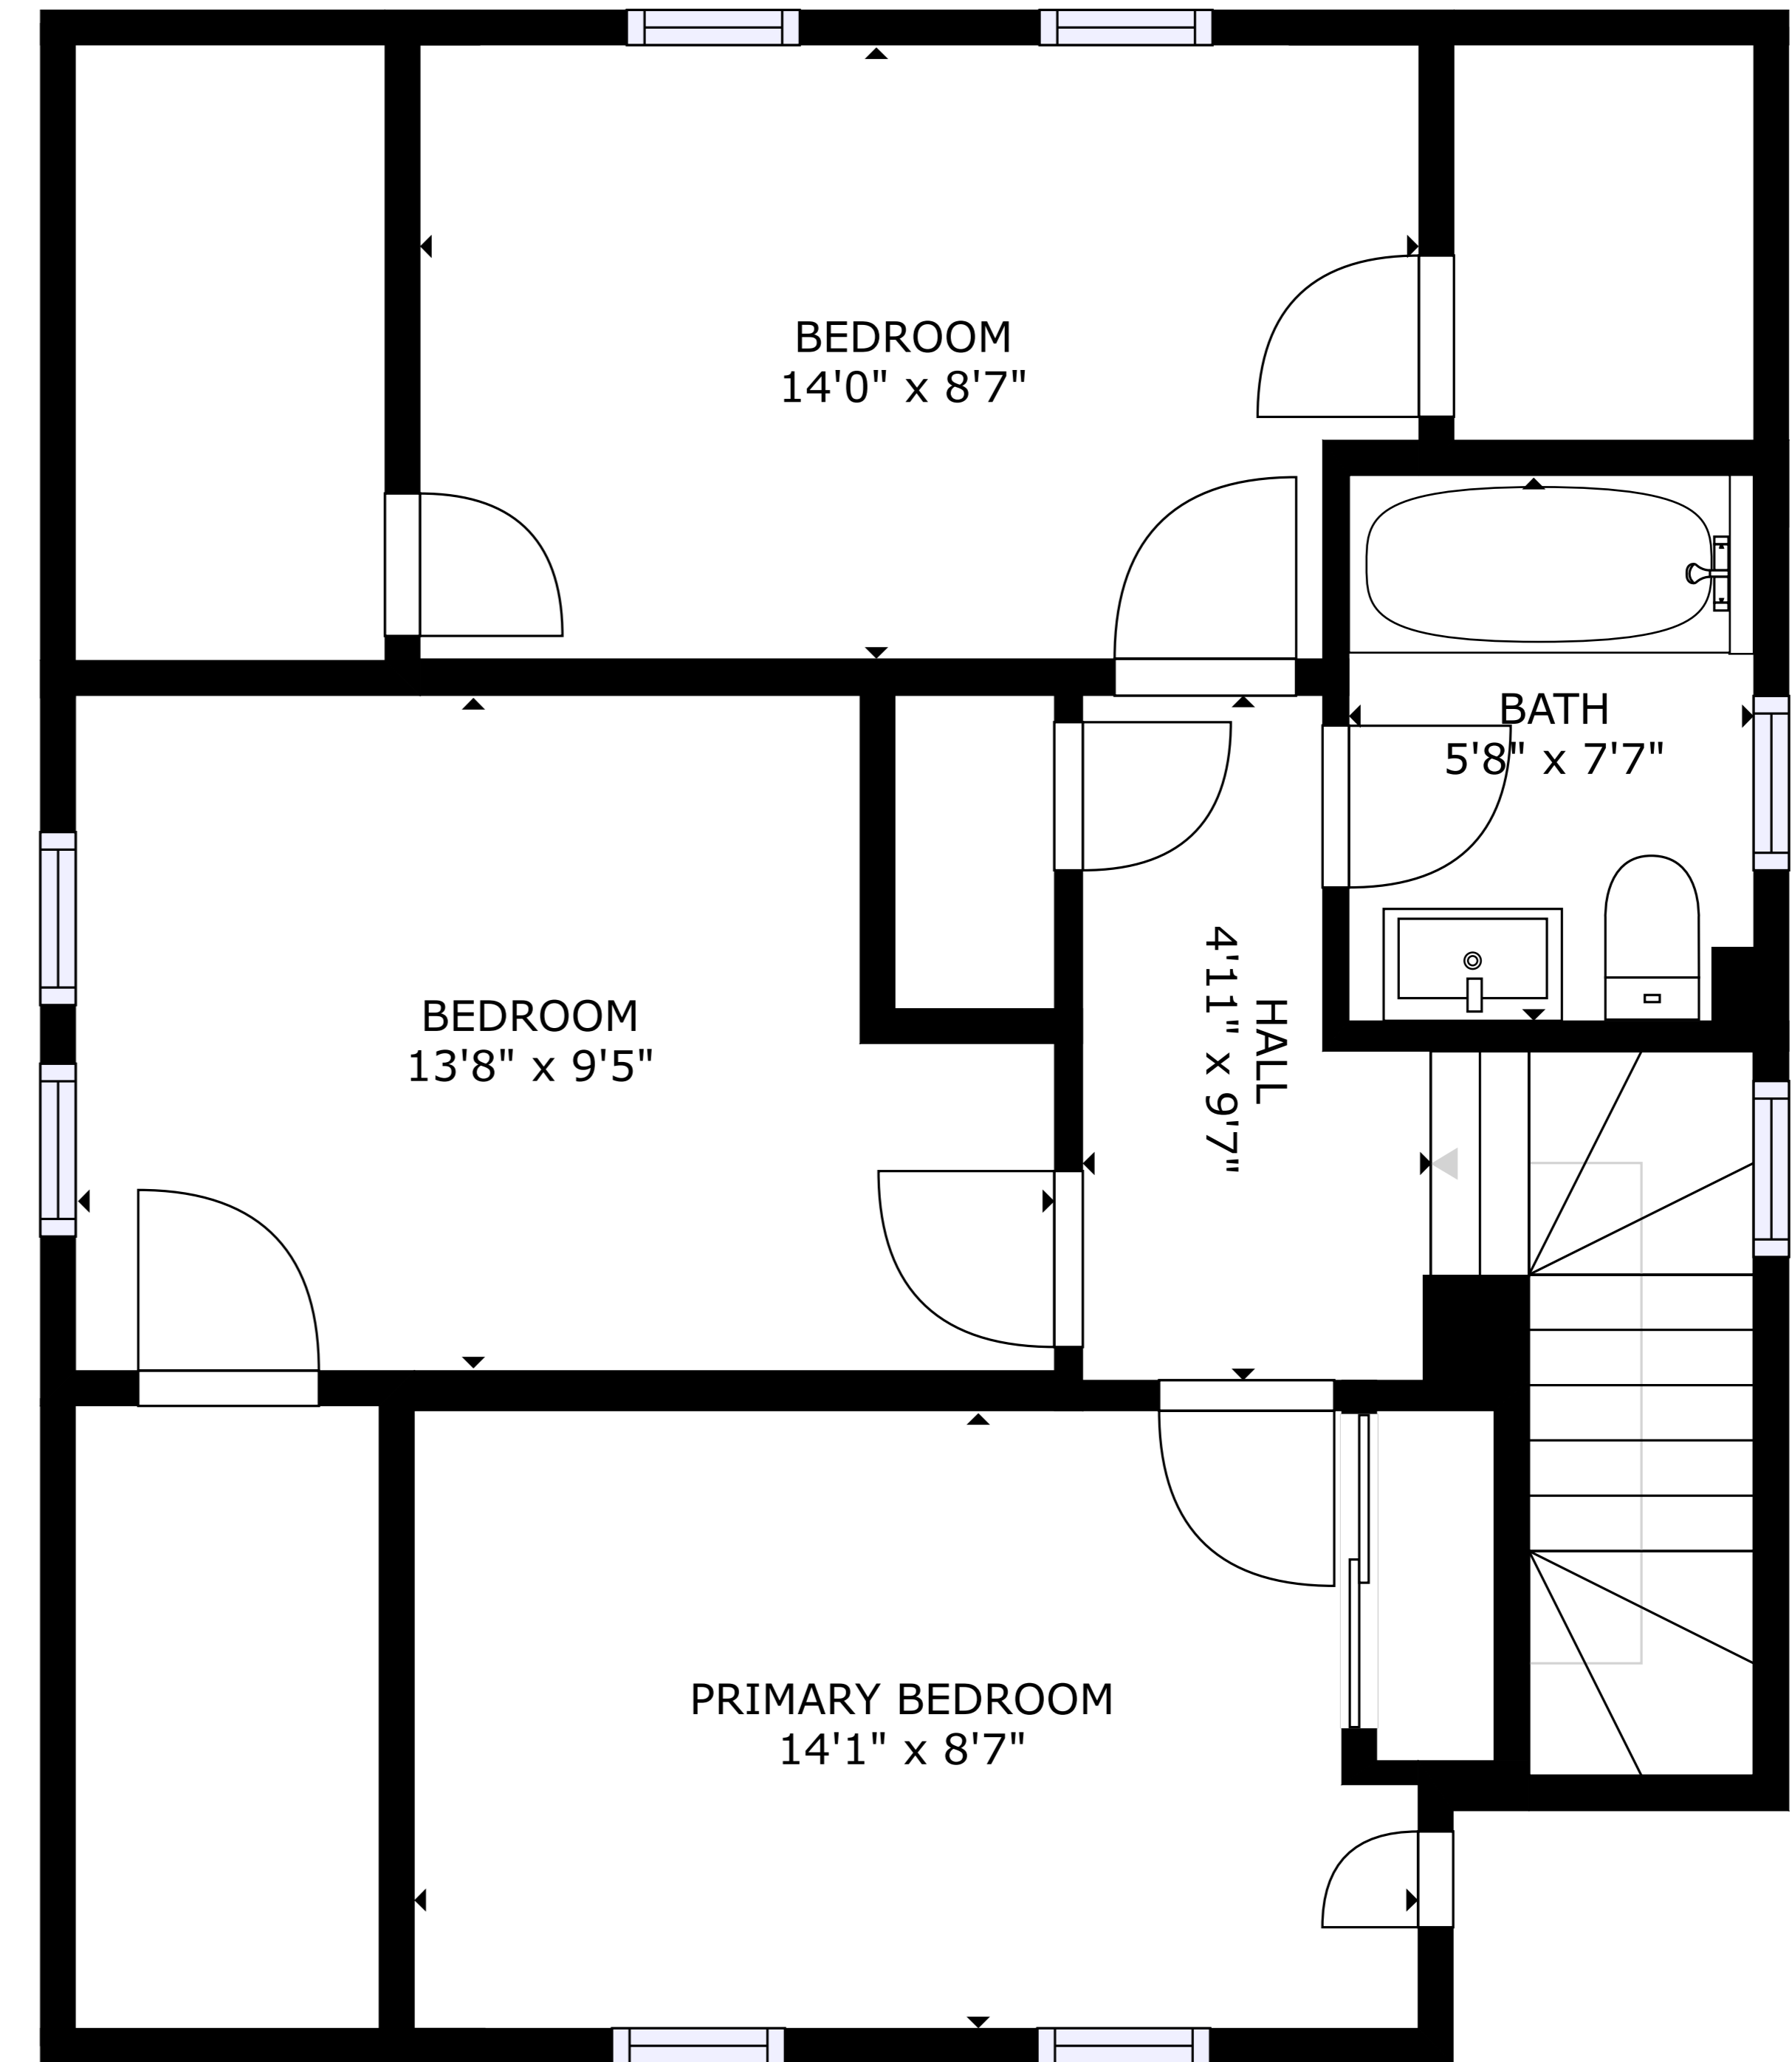 BEDROOM
14'0" x 8'7"
BATH
5'8" x 7'7"
HALL
4'11" x 9'7"
BEDROOM
13'8" x 9'5"
PRIMARY BEDROOM
14'1" x 8'7"